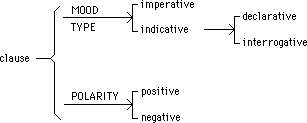 MOOD
TYPE
imperative
indicative
declarative
interrogative
clause
POLARITY
positive
negative